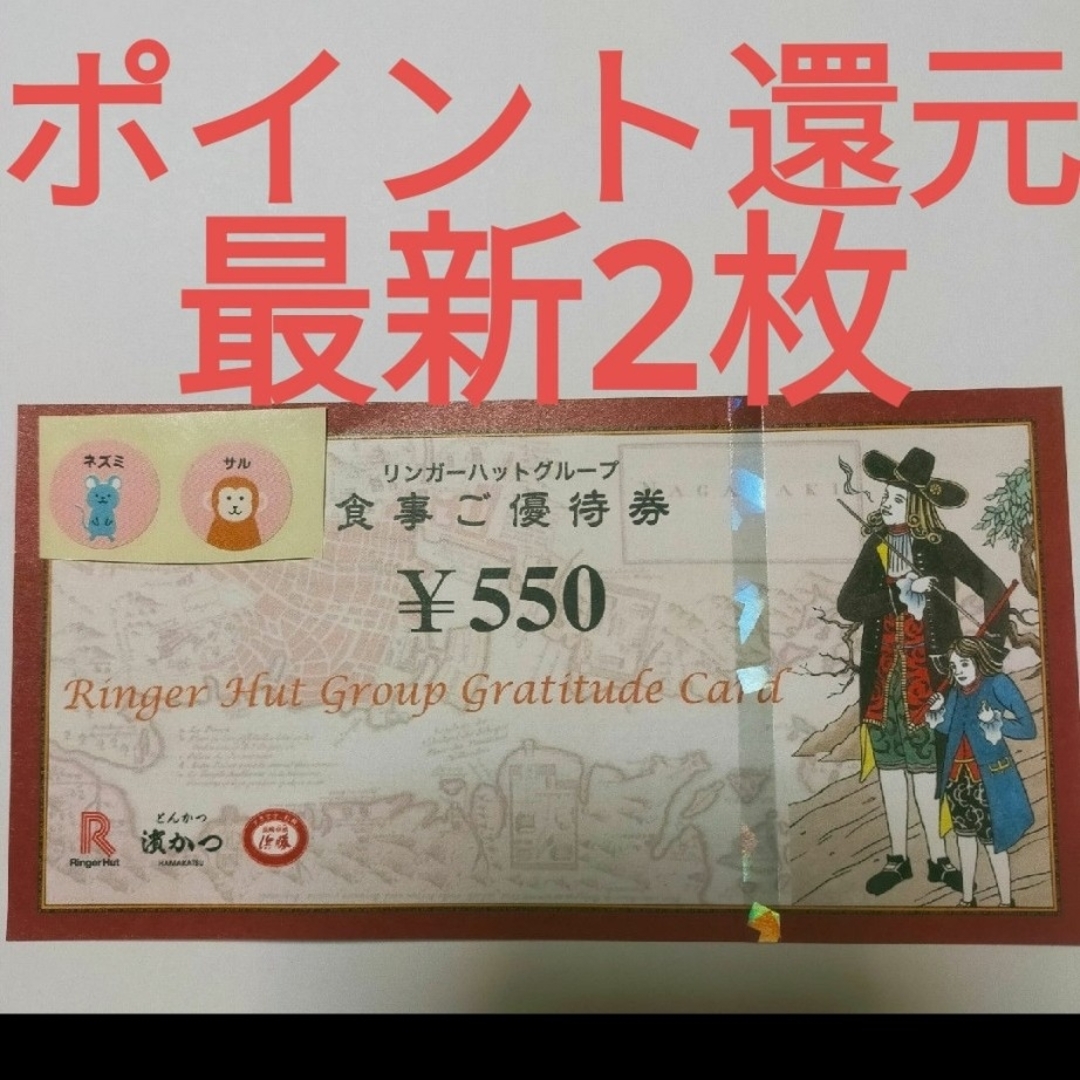 ポイント還元
最新2枚
ネズミ
サル
リンガーハットグループ
食事ご優待券
NAGASAKI
¥550
Ringer Hut Group Gratitude Card
RingerHut
とんかつ
濵かつ
HAMAKATSU